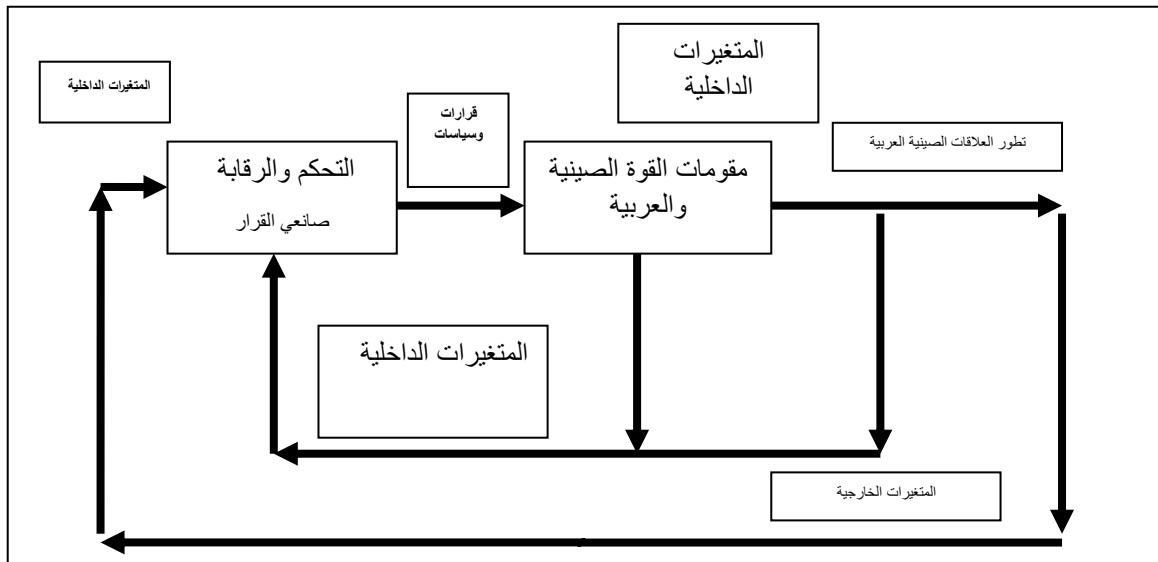 المتغيرات
الداخلية
المتغيرات الداخلية
قرارات
وسياسات
تطور العلاقات الصينية العربية
مقومات القوة الصينية
والعربية
التحكم والرقابة
صانعي القرار
المتغيرات الداخلية
المتغيرات الخارجية